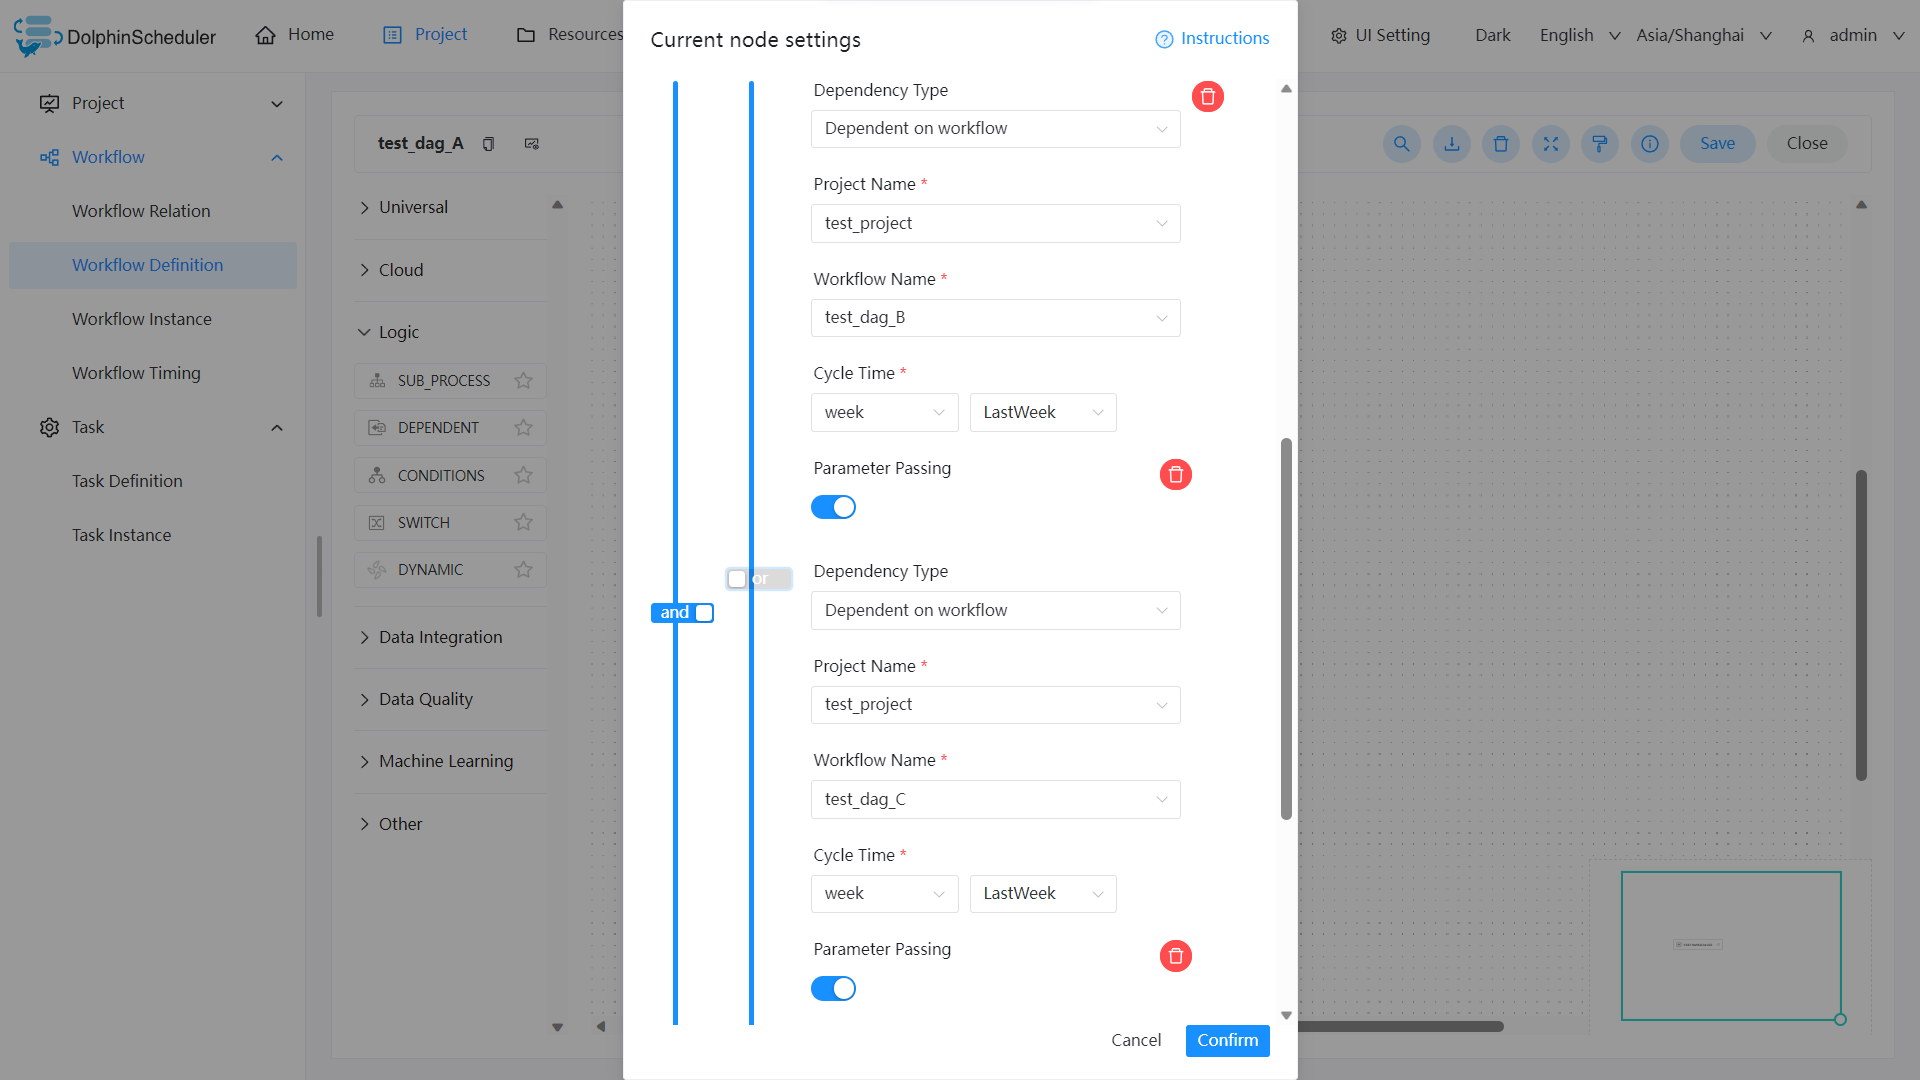 DolphinScheduler
Home
Project
Resources
UI Setting
Dark
English
Asia/Shanghai
admin
Project
Workflow
Workflow Relation
Workflow Definition
Workflow Instance
Workflow Timing
Task
Task Definition
Task Instance
test_dag_A
Save
Close
Universal
Cloud
Logic
SUB_PROCESS
DEPENDENT
CONDITIONS
SWITCH
DYNAMIC
Data Integration
Data Quality
Machine Learning
Other
Current node settings
Instructions
and
or
Dependency Type
Dependent on workflow
Project Name *
test_project
Workflow Name *
test_dag_B
Cycle Time *
week
LastWeek
Parameter Passing
Dependency Type
Dependent on workflow
Project Name *
test_project
Workflow Name *
test_dag_C
Cycle Time *
week
LastWeek
Parameter Passing
Cancel
Confirm